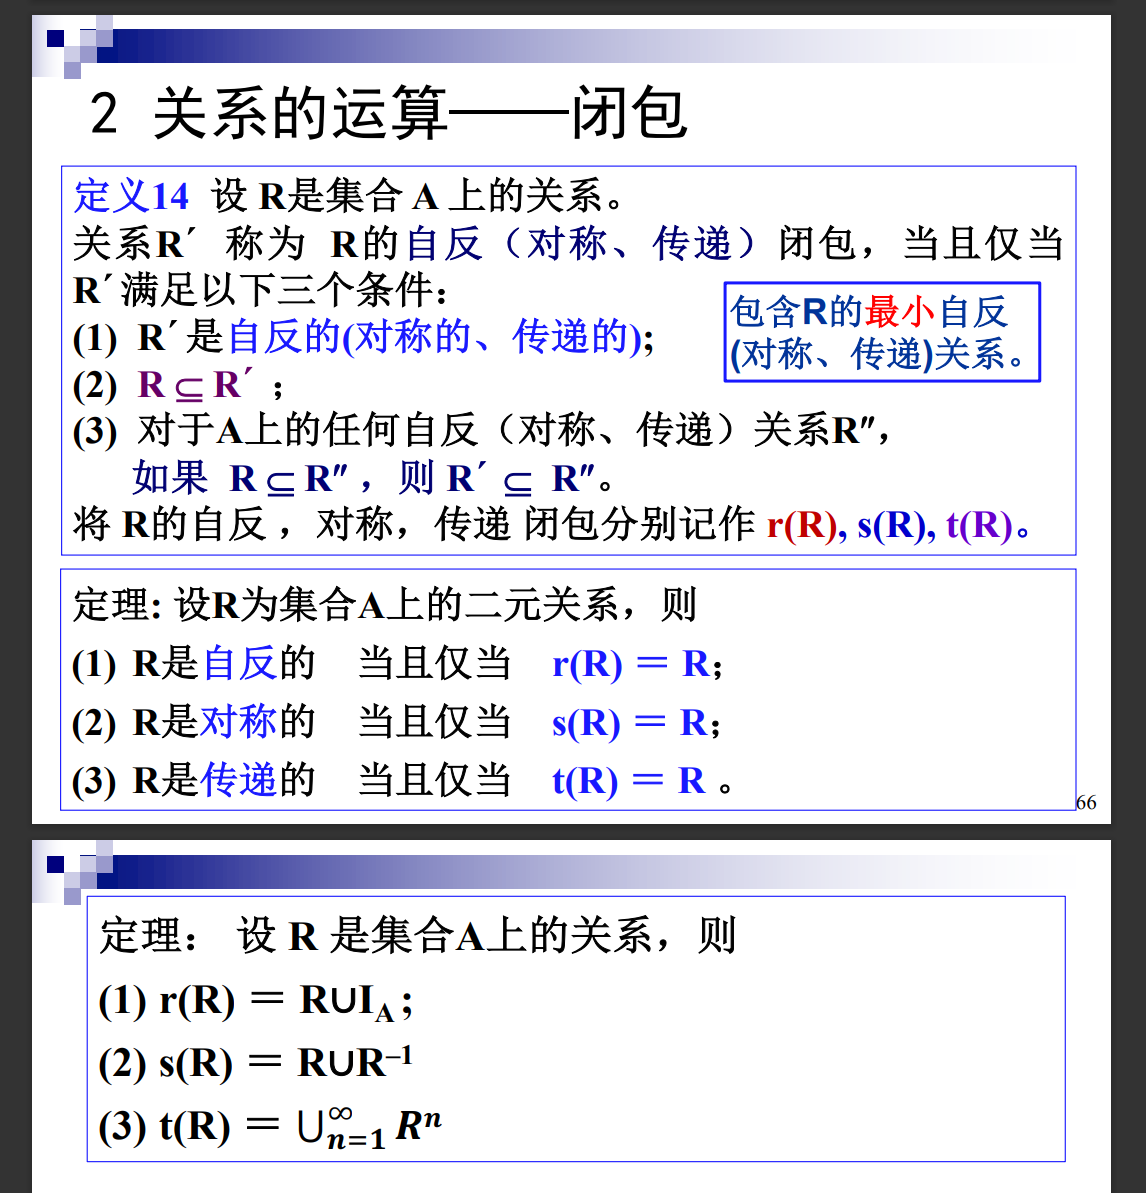 2 关系的运算——闭包
定义14 设 R是集合 A 上的关系。
关系R′ 称为 R的自反（对称、传递）闭包，当且仅当
R′满足以下三个条件：
(1) R′是自反的(对称的、传递的);
(2) R⊆R′；
(3) 对于A上的任何自反（对称、传递）关系R″，
如果 R⊆R″，则 R′ ⊆ R″。
将 R的自反，对称，传递 闭包分别记作 r(R), s(R), t(R)。
包含R的最小自反
(对称、传递)关系。
定理: 设R为集合A上的二元关系，则
(1) R是自反的 当且仅当 r(R) ＝ R；
(2) R是对称的 当且仅当 s(R) ＝ R；
(3) R是传递的 当且仅当 t(R) ＝ R 。
66
定理： 设 R 是集合A上的关系，则
(1) r(R) ＝ R∪I_A；
(2) s(R) ＝ R∪R⁻¹
(3) t(R) ＝ ⋃_{n=1}^{∞} Rⁿ